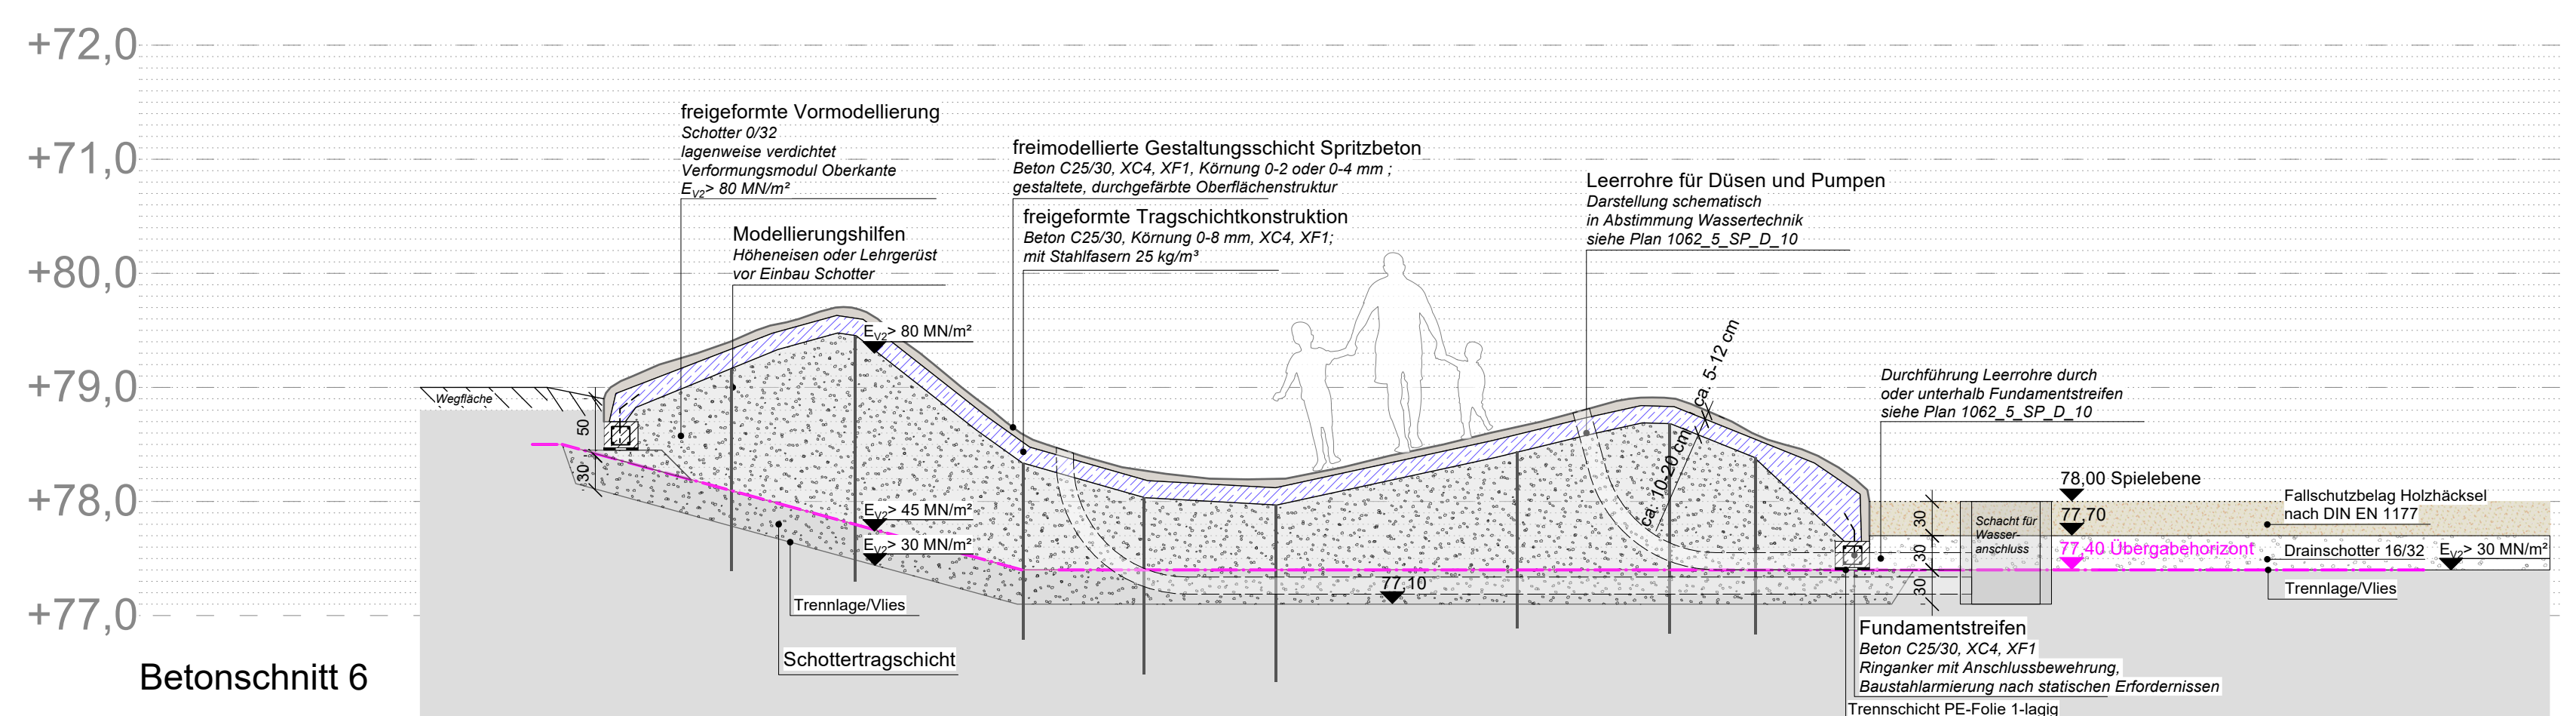 +72,0
+71,0
+80,0
+79,0
+78,0
+77,0
Betonschnitt 6
freigeformte Vormodellierung
Schotter 0/32
lagenweise verdichtet
Verformungsmodul Oberkante
EV2> 80 MN/m²
Modellierungshilfen
Höheneisen oder Lehrgerüst
vor Einbau Schotter
freimodellierte Gestaltungsschicht Spritzbeton
Beton C25/30, XC4, XF1, Körnung 0-2 oder 0-4 mm ;
gestaltete, durchgefärbte Oberflächenstruktur
freigeformte Tragschichtkonstruktion
Beton C25/30, Körnung 0-8 mm, XC4, XF1;
mit Stahlfasern 25 kg/m³
Leerrohre für Düsen und Pumpen
Darstellung schematisch
in Abstimmung Wassertechnik
siehe Plan 1062_5_SP_D_10
EV2> 80 MN/m²
ca. 5-12 cm
ca. 10-20 cm
Durchführung Leerrohre durch
oder unterhalb Fundamentstreifen
siehe Plan 1062_5_SP_D_10
Wegfläche
50
30
EV2> 45 MN/m²
EV2> 30 MN/m²
77,10
30
30
30
Schacht für
Wasser-
anschluss
78,00 Spielebene
77,70
77,40 Übergabehorizont
Fallschutzbelag Holzhäcksel
nach DIN EN 1177
Drainschotter 16/32
EV2> 30 MN/m²
Trennlage/Vlies
Trennlage/Vlies
Schottertragschicht
Fundamentstreifen
Beton C25/30, XC4, XF1
Ringanker mit Anschlussbewehrung,
Baustahlarmierung nach statischen Erfordernissen
Trennschicht PE-Folie 1-lagig